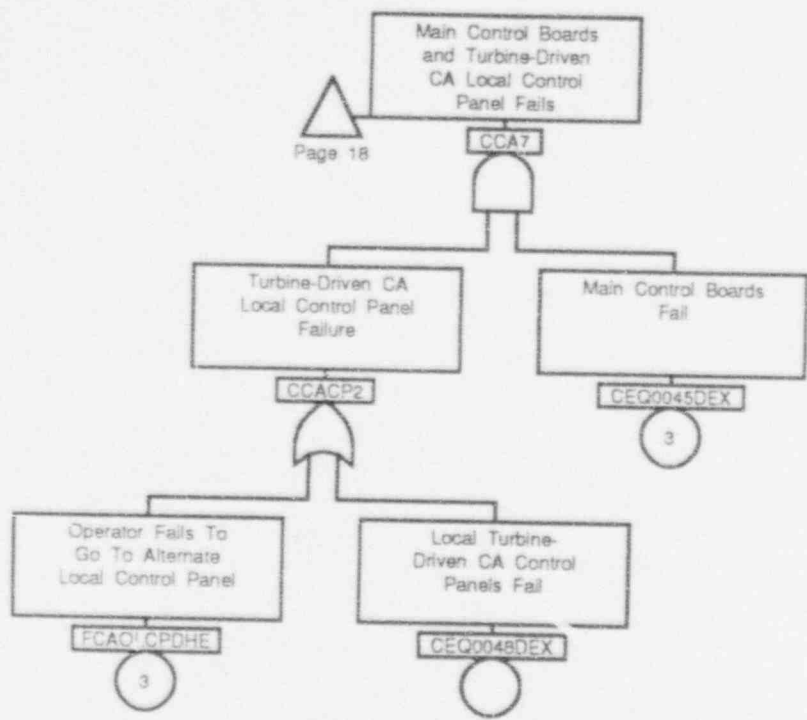 Main Control Boards
and Turbine-Driven
CA Local Control
Panel Fails
Page 18
CCA7
Turbine-Driven CA
Local Control Panel
Failure
Main Control Boards
Fail
CCACP2
CEQ0045DEX
3
Operator Fails To
Go To Alternate
Local Control Panel
Local Turbine-
Driven CA Control
Panels Fail
CEQ0048DEX
3